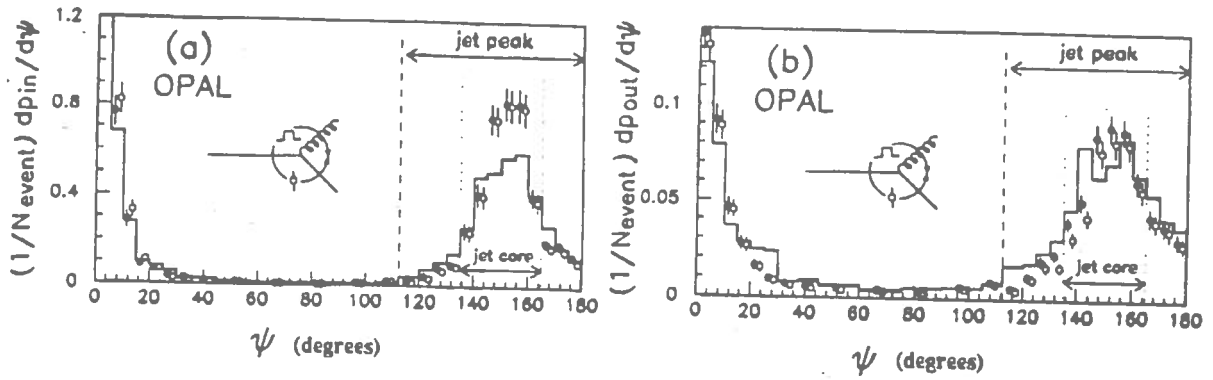 (1/Nevent) dpin/dψ
1.2
0.8
0.4
0
(a)
OPAL
jet peak
jet core
0 20 40 60 80 100 120 140 160 180
ψ (degrees)
(1/Nevent) dpout/dψ
0.1
0.05
0
(b)
OPAL
jet peak
jet core
0 20 40 60 80 100 120 140 160 180
ψ (degrees)